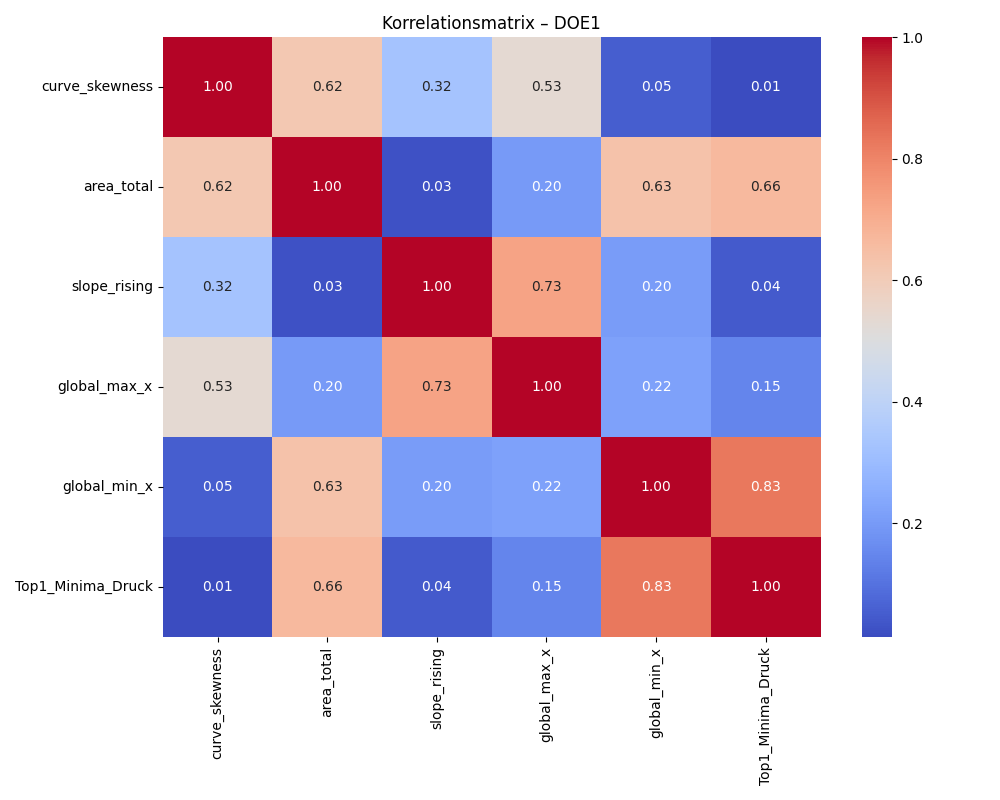 Korrelationsmatrix – DOE1
curve_skewness 1.00 0.62 0.32 0.53 0.05 0.01
area_total 0.62 1.00 0.03 0.20 0.63 0.66
slope_rising 0.32 0.03 1.00 0.73 0.20 0.04
global_max_x 0.53 0.20 0.73 1.00 0.22 0.15
global_min_x 0.05 0.63 0.20 0.22 1.00 0.83
Top1_Minima_Druck 0.01 0.66 0.04 0.15 0.83 1.00
curve_skewness
area_total
slope_rising
global_max_x
global_min_x
Top1_Minima_Druck
1.0
0.8
0.6
0.4
0.2